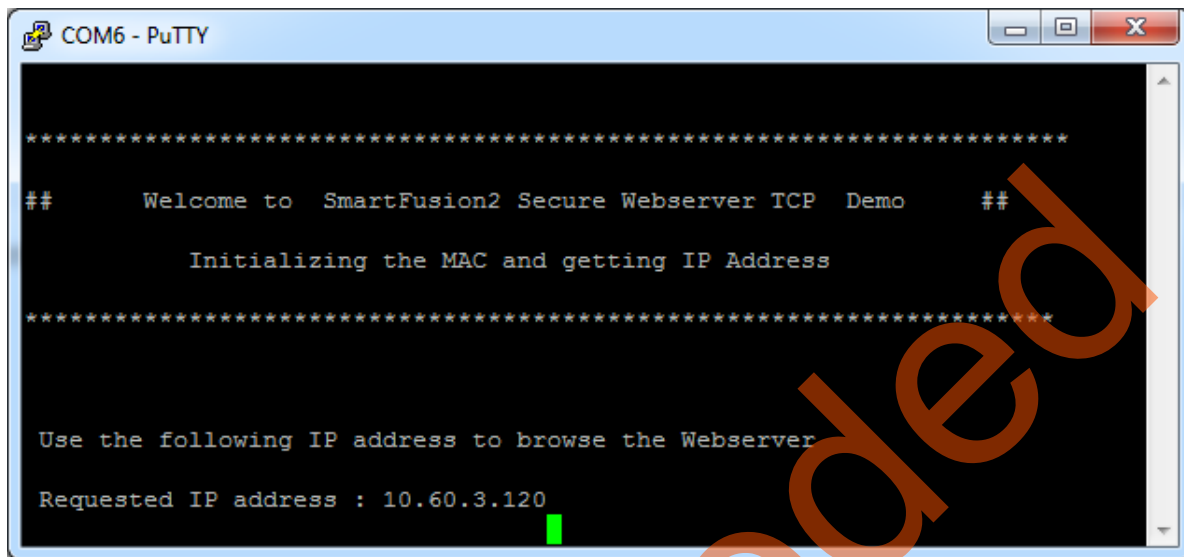 COM6 - PuTTY
**********************************************************************
## Welcome to SmartFusion2 Secure Webserver TCP Demo ##
Initializing the MAC and getting IP Address
*********************************************************************
Use the following IP address to browse the Webserver
Requested IP address : 10.60.3.120
ded